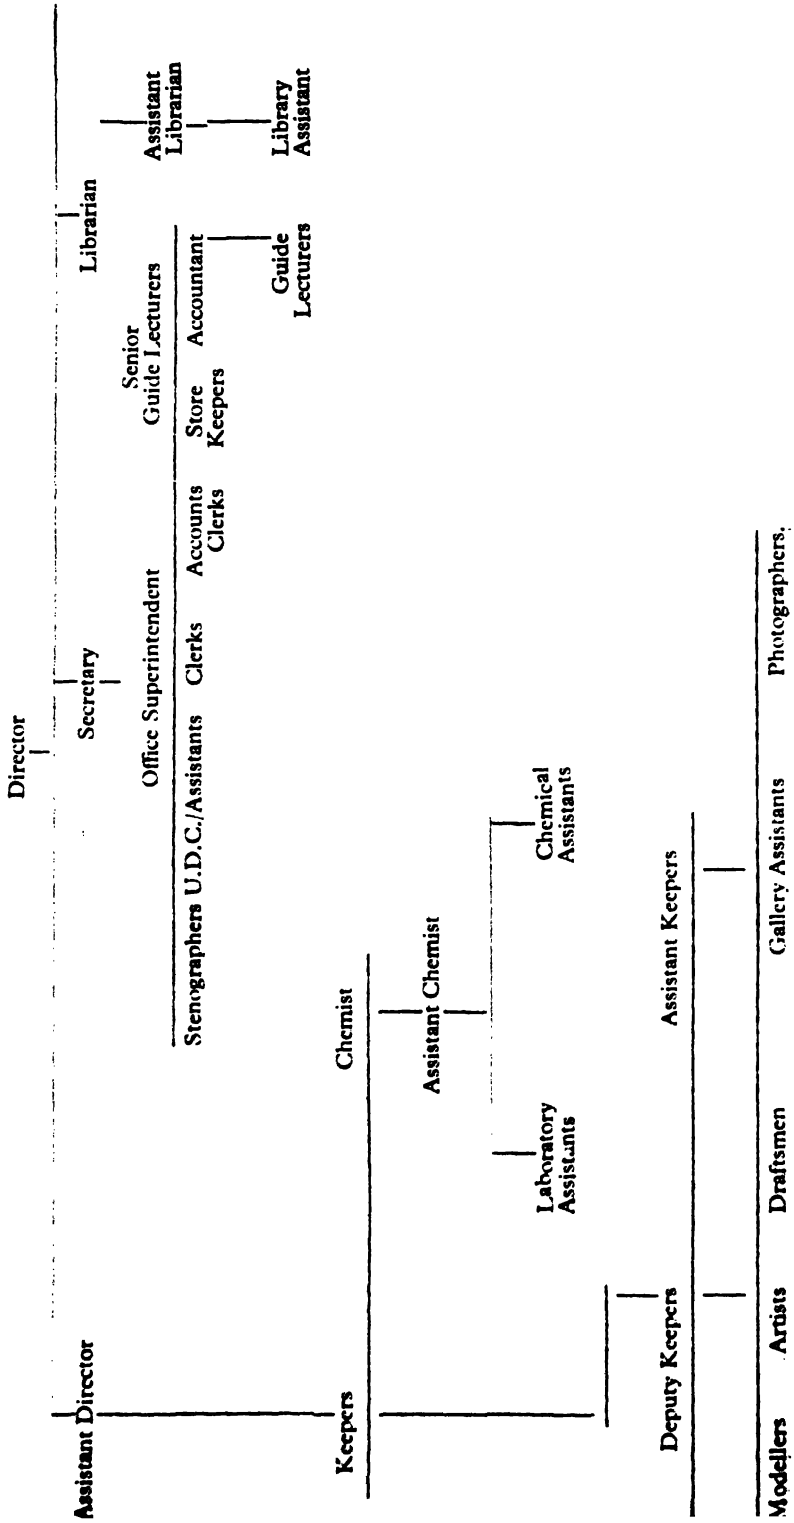 Director
Assistant Director
Secretary
Librarian
Office Superintendent
Senior
Guide Lecturers
Assistant
Librarian
Stenographers U.D.C./Assistants Clerks Accounts
Clerks
Store
Keepers
Accountant
Guide
Lecturers
Library
Assistant
Keepers
Chemist
Assistant Chemist
Laboratory
Assistants
Chemical
Assistants
Deputy Keepers
Assistant Keepers
Modellers Artists Draftsmen Gallery Assistants Photographers.